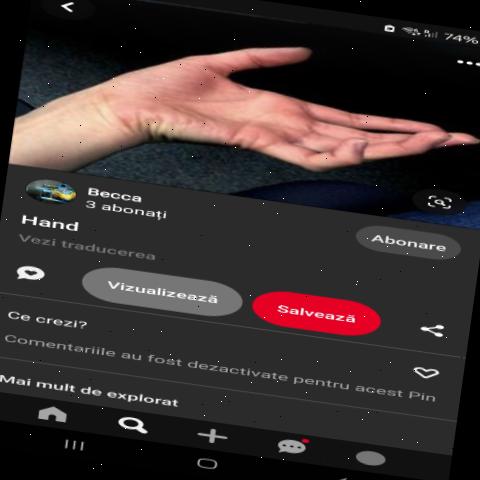 74%
Becca
3 abonați
Hand
Abonare
Vezi traducerea
Vizualizează
Salvează
Ce crezi?
Comentariile au fost dezactivate pentru acest Pin
Mai mult de explorat